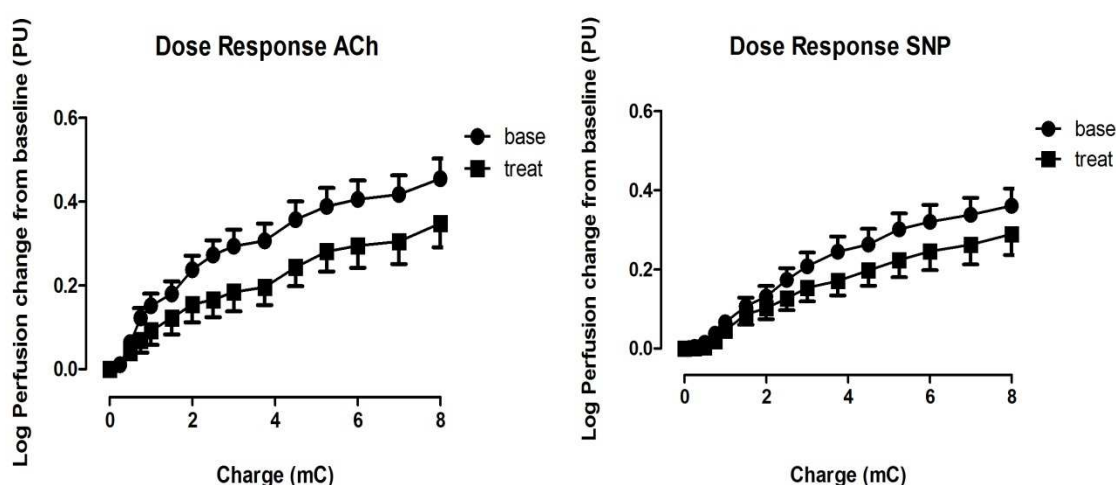 Dose Response ACh
Log Perfusion change from baseline (PU)
0.6
0.4
0.2
0.0
0 2 4 6 8
Charge (mC)
base
treat
Dose Response SNP
Log Perfusion change from baseline (PU)
0.6
0.4
0.2
0.0
0 2 4 6 8
Charge (mC)
base
treat